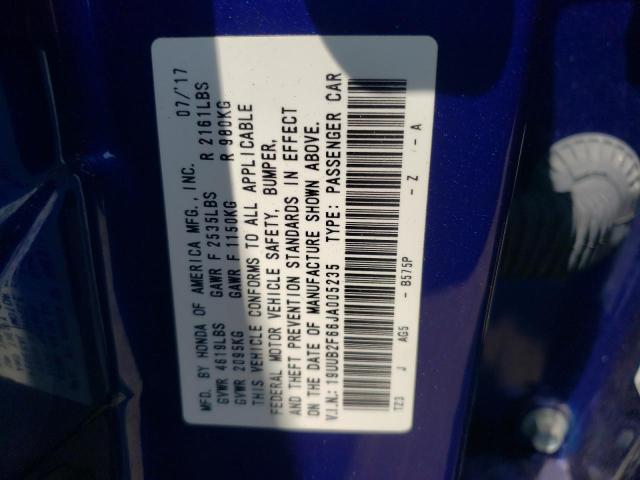 MFD. BY HONDA OF AMERICA MFG., INC. 07/'17
GVWR 4619LBS GAWR F 2535LBS R 2161LBS
GVWR 2095KG GAWR F 1150KG R 980KG
THIS VEHICLE CONFORMS TO ALL APPLICABLE
FEDERAL MOTOR VEHICLE SAFETY, BUMPER,
AND THEFT PREVENTION STANDARDS IN EFFECT
ON THE DATE OF MANUFACTURE SHOWN ABOVE.
V.I.N.: 19UUB2F66JA005235 TYPE: PASSENGER CAR
TZ3 J AG5 - B575P - Z - A